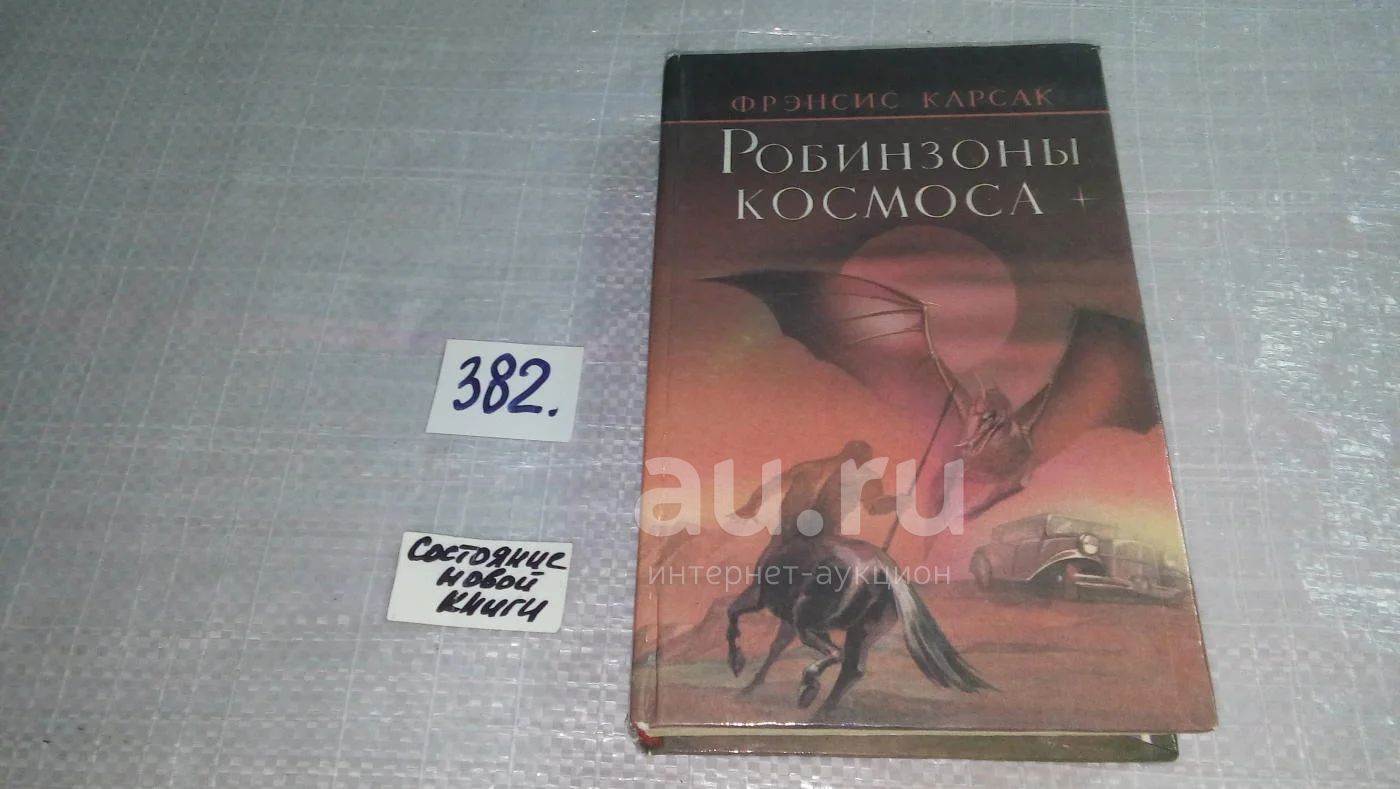 ФРЭНСИС КАРСАК
РОБИНЗОНЫ
КОСМОСА
382.
состояние
новой
книги
au.ru
интернет-аукцион